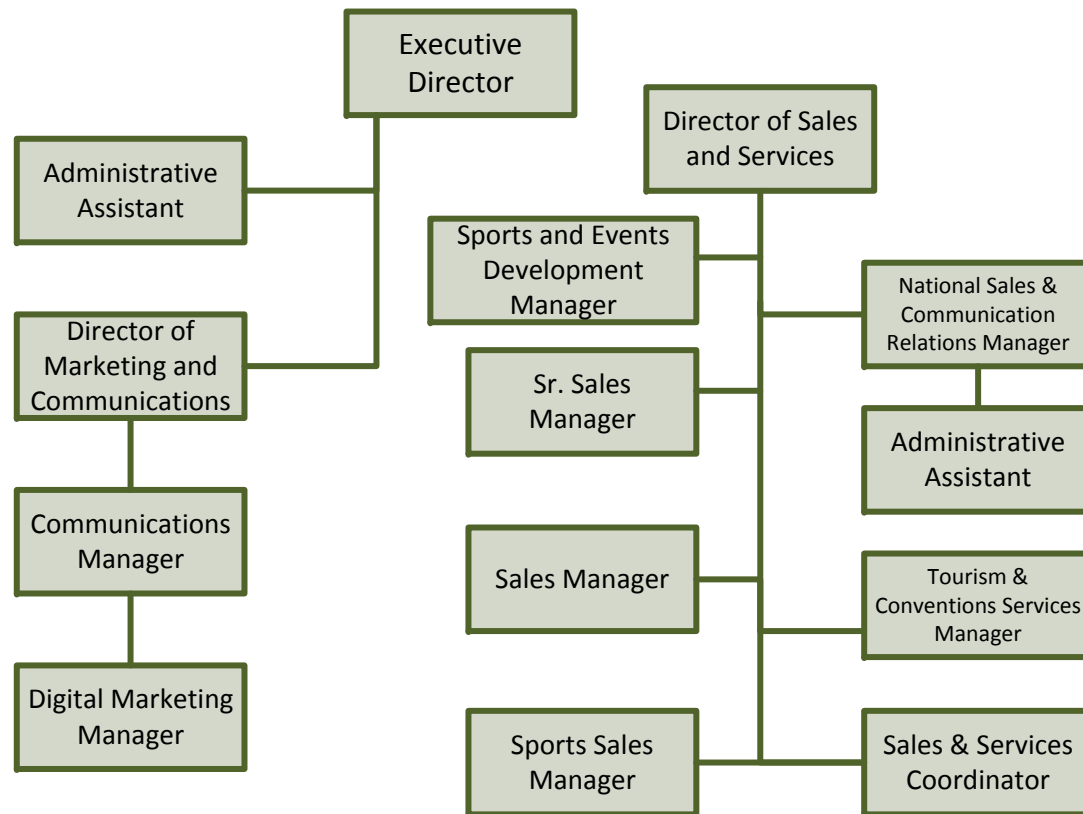 Executive
Director
Administrative
Assistant
Director of
Marketing and
Communications
Communications
Manager
Digital Marketing
Manager
Director of Sales
and Services
Sports and Events
Development
Manager
Sr. Sales
Manager
Sales Manager
Sports Sales
Manager
National Sales &
Communication
Relations Manager
Administrative
Assistant
Tourism &
Conventions Services
Manager
Sales & Services
Coordinator